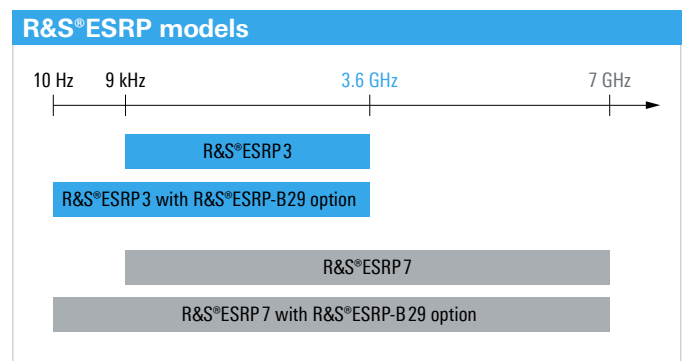 R&S®ESRP models
10 Hz 9 kHz 3.6 GHz 7 GHz
R&S®ESRP3
R&S®ESRP3 with R&S®ESRP-B29 option
R&S®ESRP7
R&S®ESRP7 with R&S®ESRP-B29 option